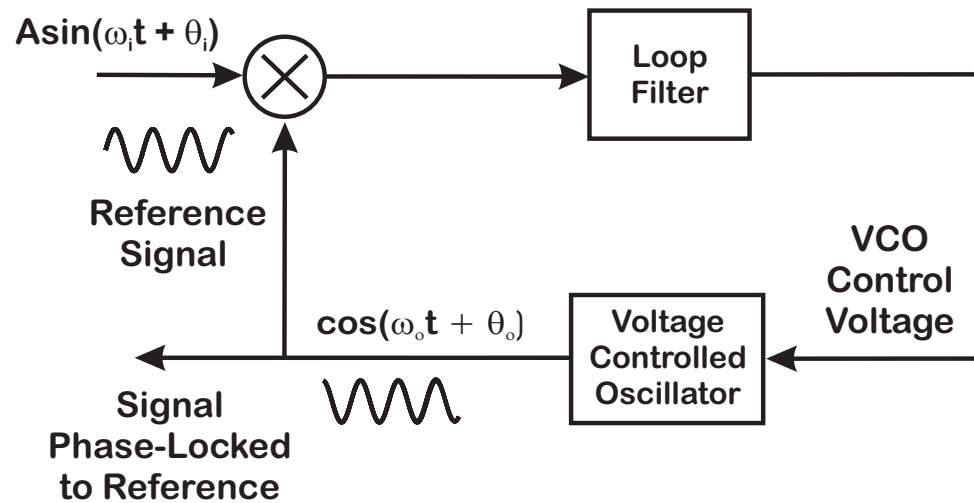 Asin(ωᵢt + θᵢ)
Loop
Filter
Reference
Signal
VCO
Control
Voltage
cos(ωₒt + θₒ)
Voltage
Controlled
Oscillator
Signal
Phase-Locked
to Reference